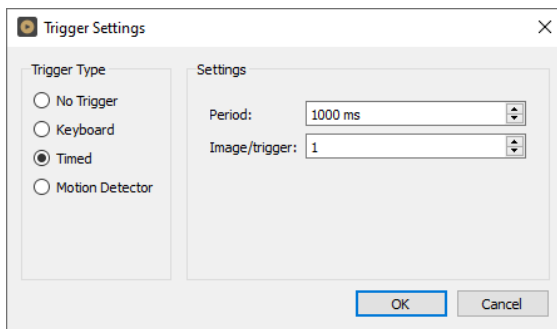 Trigger Settings
Trigger Type
No Trigger
Keyboard
Timed
Motion Detector
Settings
Period: 1000 ms
Image/trigger: 1
OK Cancel